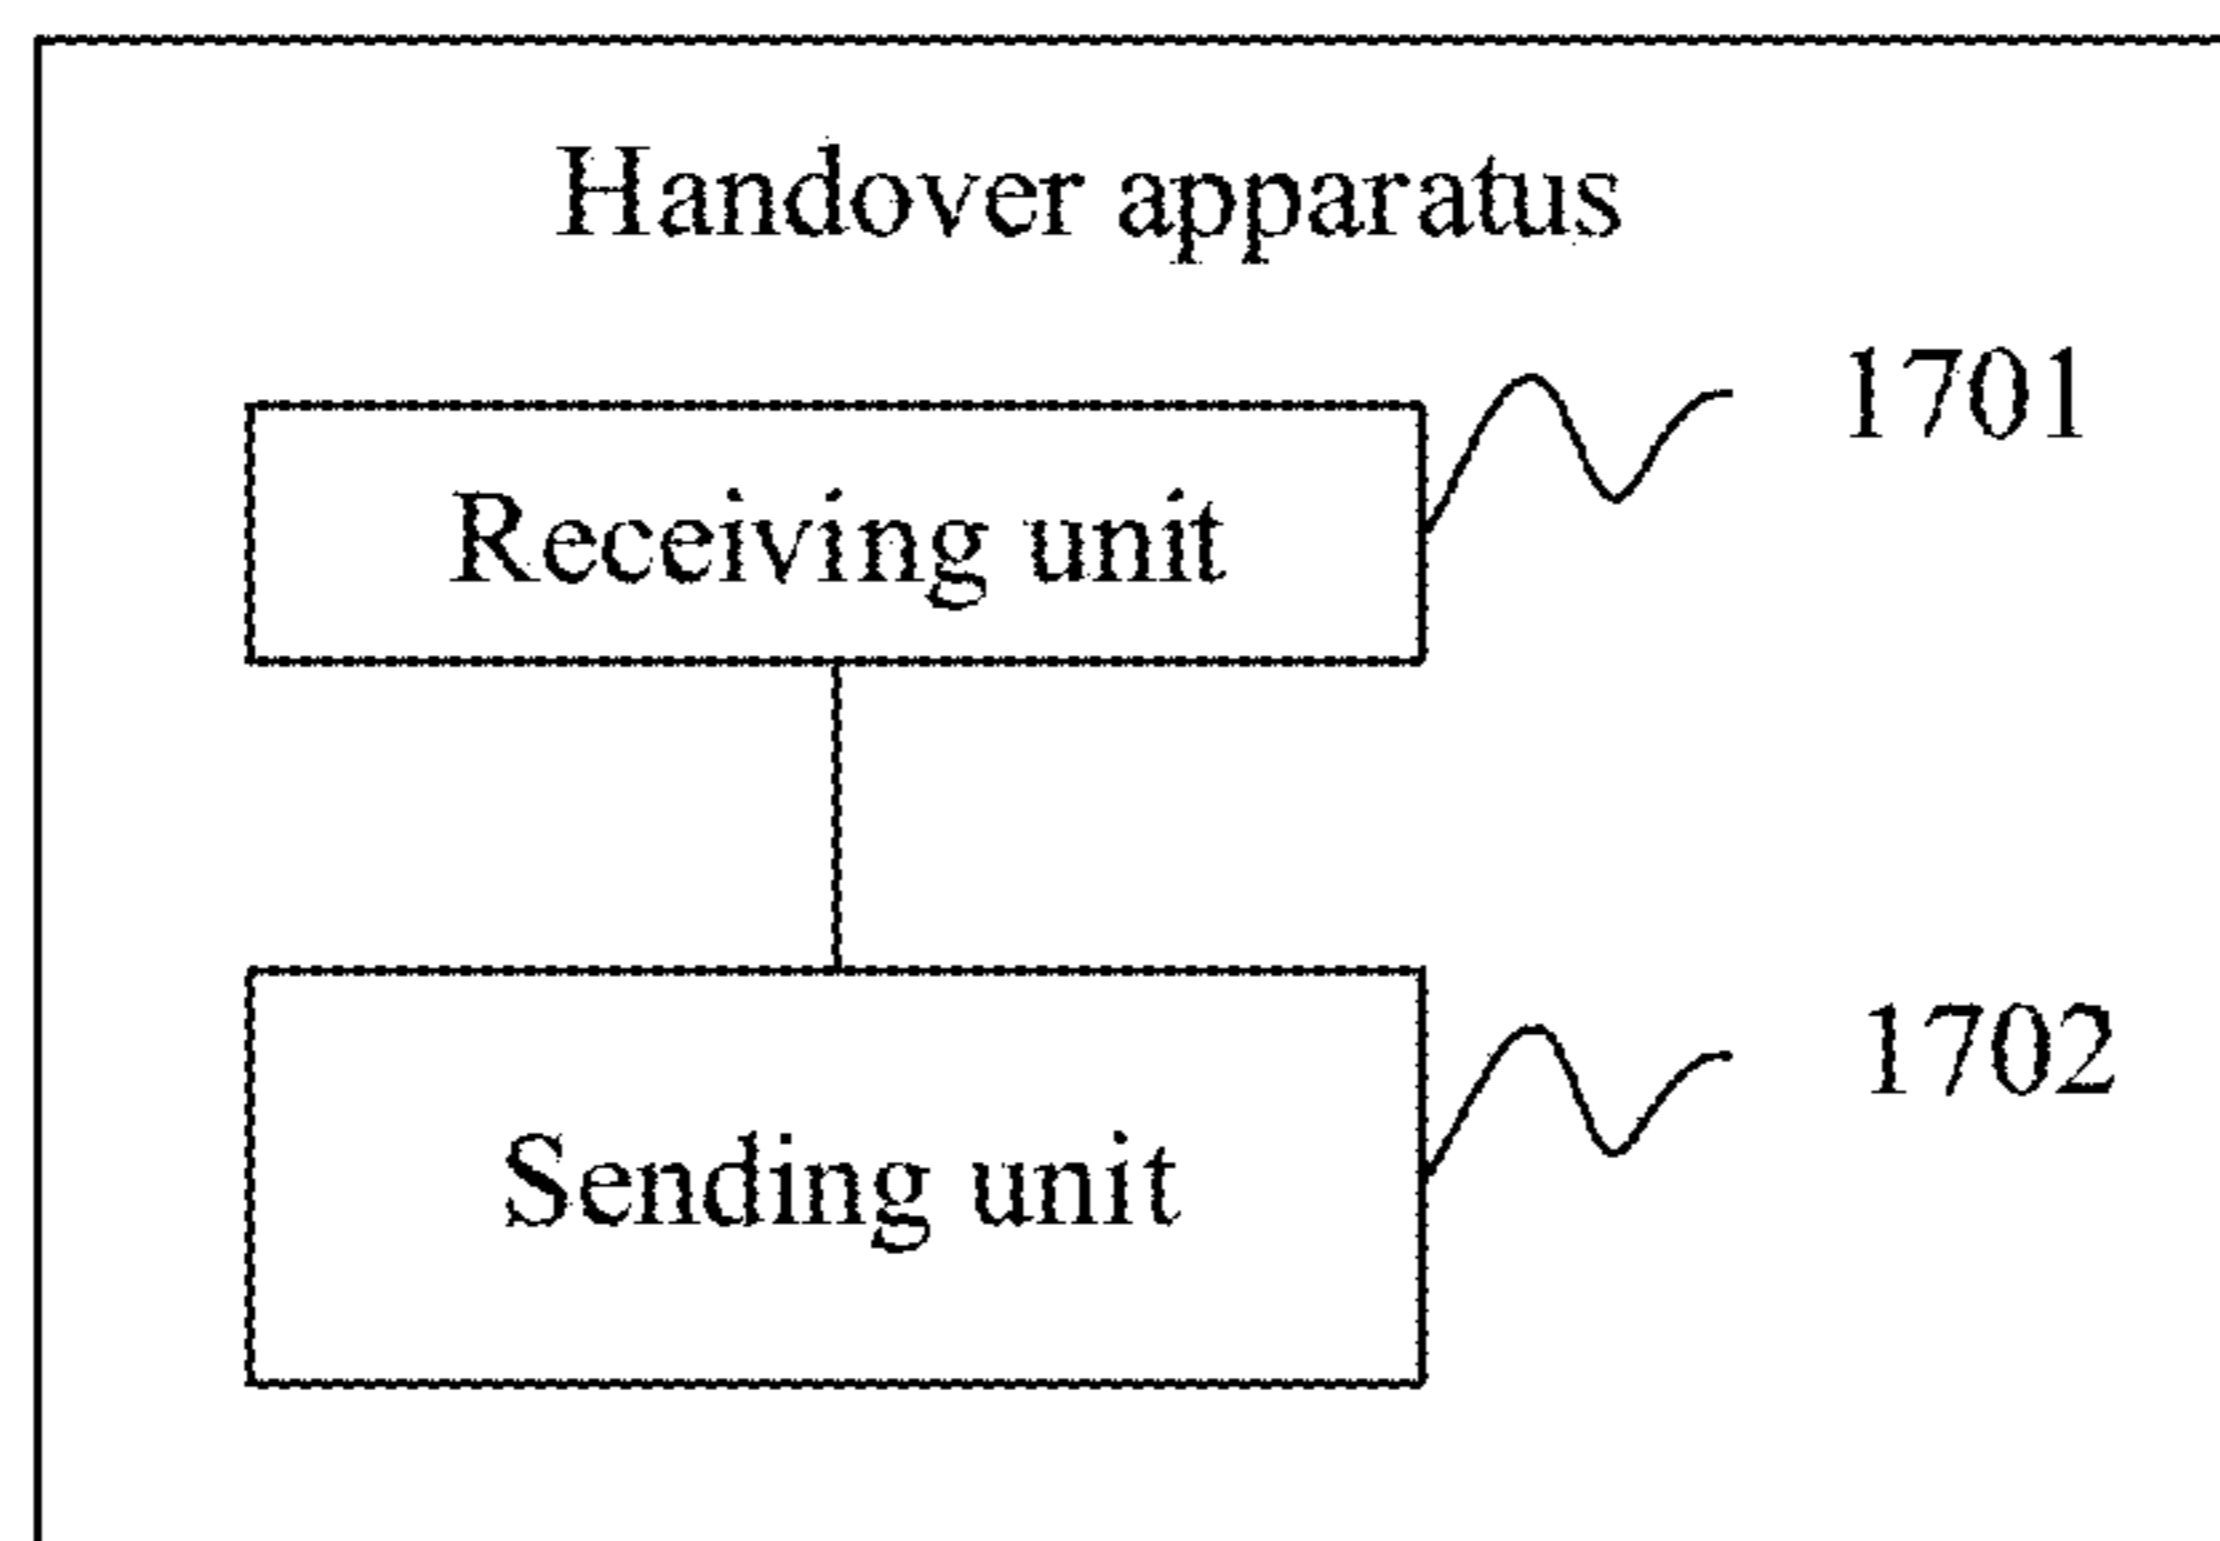 Handover apparatus
1701
Receiving unit
1702
Sending unit